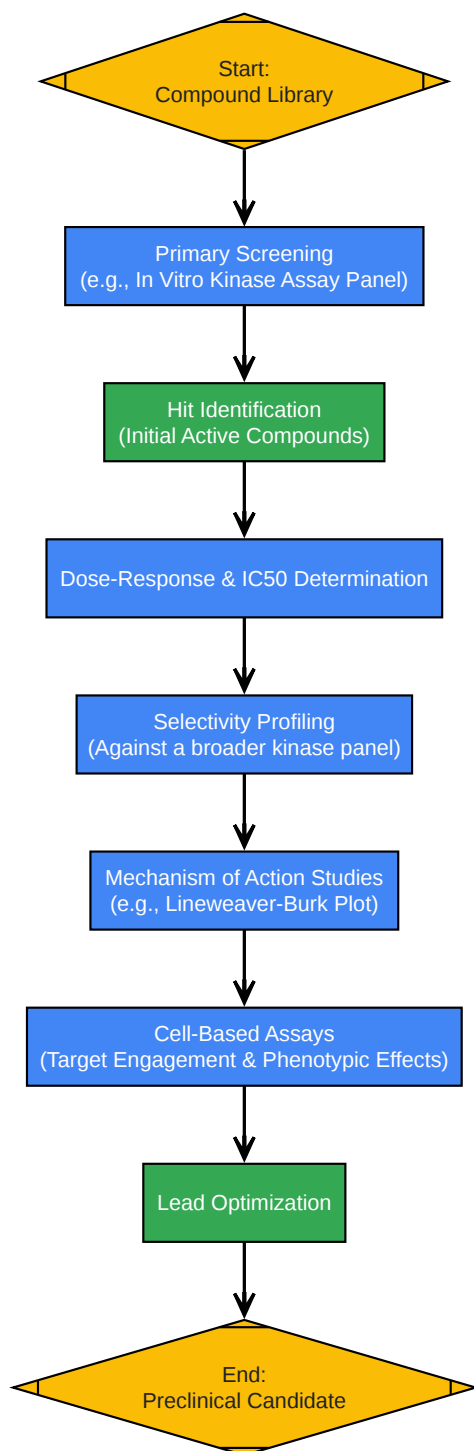 Start:
Compound Library
Primary Screening
(e.g., In Vitro Kinase Assay Panel)
Hit Identification
(Initial Active Compounds)
Dose-Response & IC50 Determination
Selectivity Profiling
(Against a broader kinase panel)
Mechanism of Action Studies
(e.g., Lineweaver-Burk Plot)
Cell-Based Assays
(Target Engagement & Phenotypic Effects)
Lead Optimization
End:
Preclinical Candidate